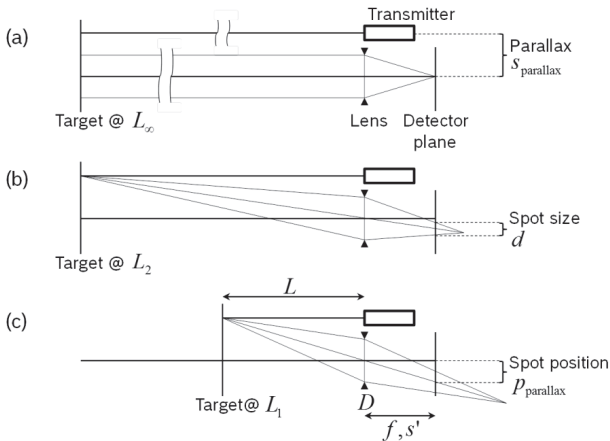 Transmitter
(a)
Parallax
s_parallax
Target @ L_∞
Lens
Detector
plane
(b)
Spot size
d
Target @ L_2
L
(c)
Spot position
p_parallax
Target@ L_1
D
f, s'